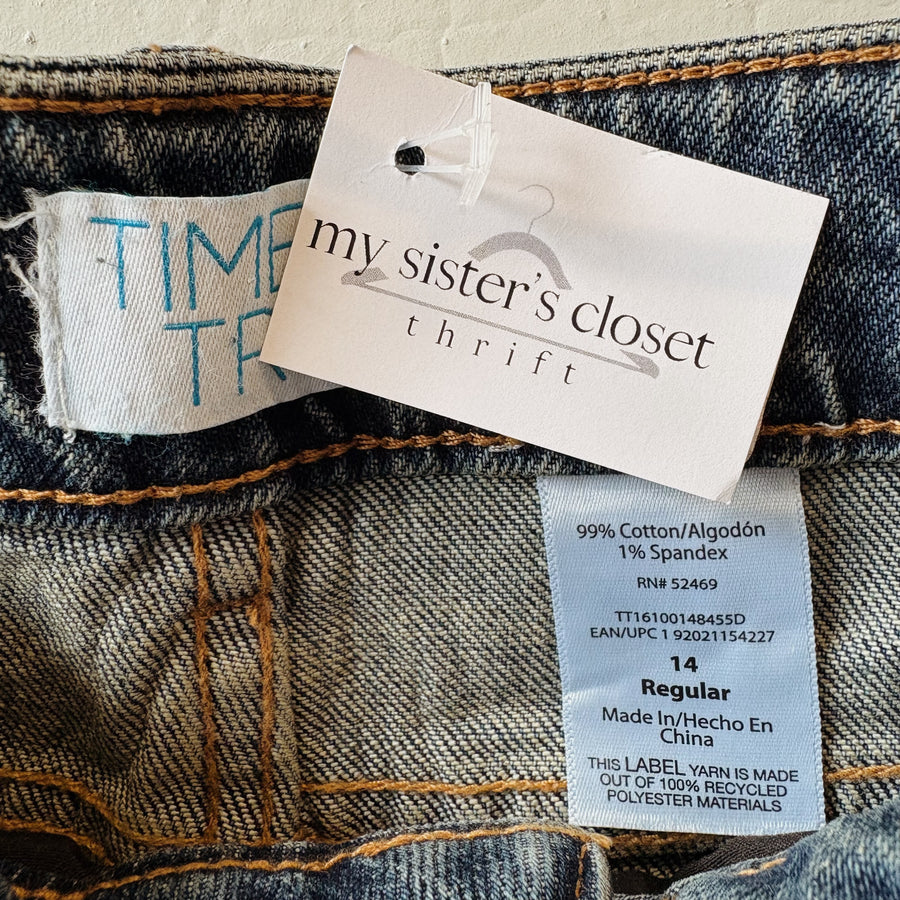 TIME
TR
my sister's closet
thrift
99% Cotton/Algodón
1% Spandex
RN# 52469
TT16100148455D
EAN/UPC 1 92021154227
14
Regular
Made In/Hecho En
China
THIS LABEL YARN IS MADE
OUT OF 100% RECYCLED
POLYESTER MATERIALS